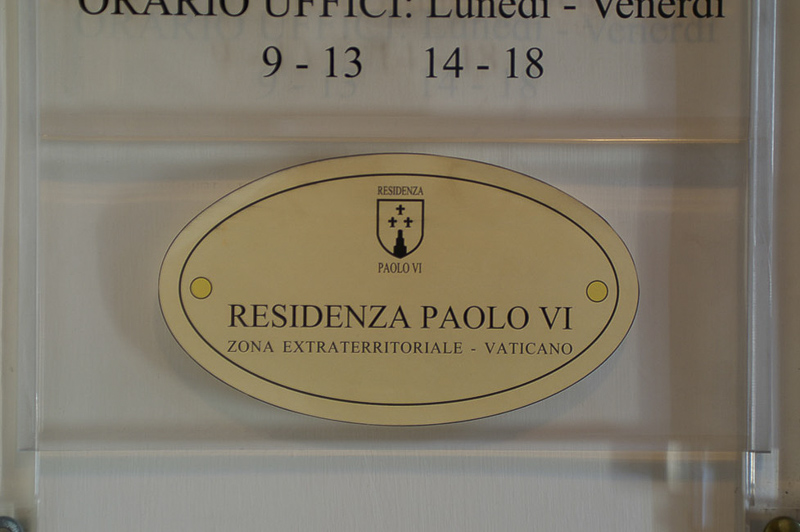 ORARIO UFFICI: Lunedì - Venerdì
9 - 13 14 - 18
RESIDENZA
PAOLO VI
RESIDENZA PAOLO VI
ZONA EXTRATERRITORIALE - VATICANO